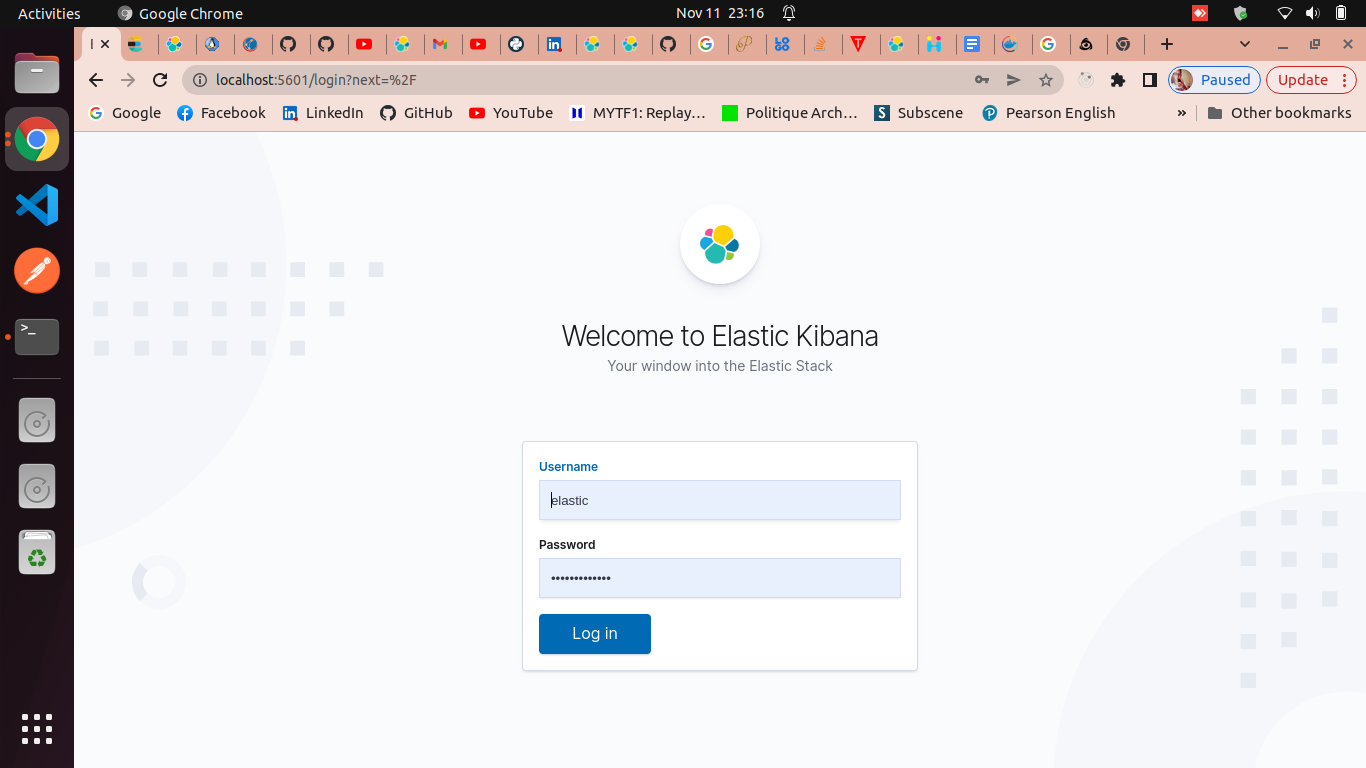 Activities
Google Chrome
Nov 11 23:16
localhost:5601/login?next=%2F
Paused
Update
Google
Facebook
LinkedIn
GitHub
YouTube
MYTF1: Replay...
Politique Arch...
Subscene
Pearson English
»
Other bookmarks
Welcome to Elastic Kibana
Your window into the Elastic Stack
Username
elastic
Password
•••••••••••••
Log in